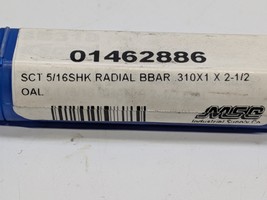 01462886
SCT 5/16SHK RADIAL BBAR .310X1 X 2-1/2
OAL
MSC
Industrial Supply Co.